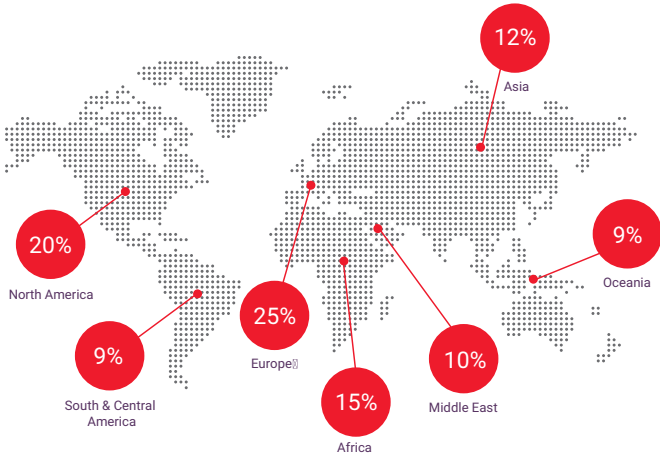 12%
Asia
20%
North America
9%
Oceania
25%
Europe
9%
South & Central
America
10%
Middle East
15%
Africa